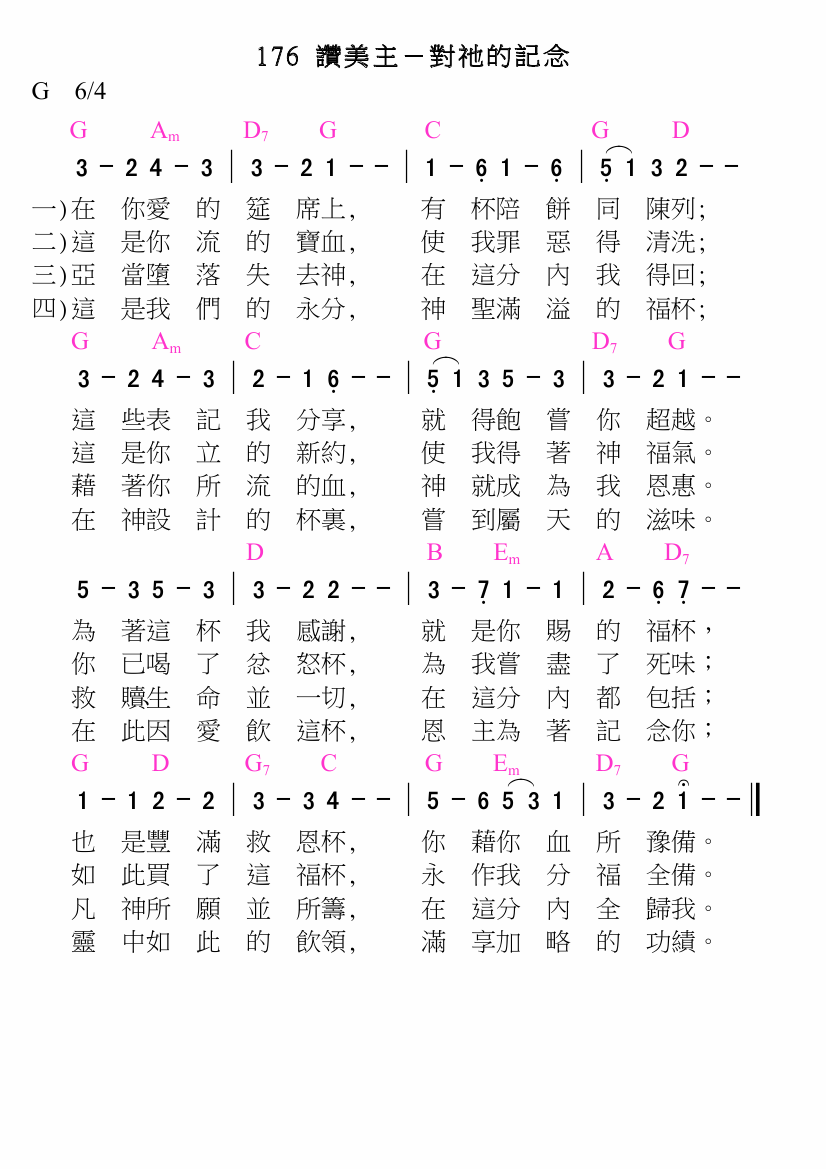 176 讚美主－對祂的記念
G 6/4
G Am D7 G C G D
3 - 2 4 - 3 | 3 - 2 1 - - | 1 - 6̣ 1 - 6̣ | 5̣ 1 3 2 - -
一)在 你愛 的 筵 席上, 有 杯陪 餅 同 陳列;
二)這 是你 流 的 寶血, 使 我罪 惡 得 清洗;
三)亞 當墮 落 失 去神, 在 這分 內 我 得回;
四)這 是我 們 的 永分, 神 聖滿 溢 的 福杯;
G Am C G D7 G
3 - 2 4 - 3 | 2 - 1 6̣ - - | 5̣ 1 3 5 - 3 | 3 - 2 1 - -
這 些表 記 我 分享, 就 得飽 嘗 你 超越。
這 是你 立 的 新約, 使 我得 著 神 福氣。
藉 著你 所 流 的血, 神 就成 為 我 恩惠。
在 神設 計 的 杯裏, 嘗 到屬 天 的 滋味。
D B Em A D7
5 - 3 5 - 3 | 3 - 2 2 - - | 3 - 7̣ 1 - 1 | 2 - 6̣ 7̣ - -
為 著這 杯 我 感謝, 就 是你 賜 的 福杯，
你 已喝 了 忿 怒杯, 為 我嘗 盡 了 死味；
救 贖生 命 並 一切, 在 這分 內 都 包括；
在 此因 愛 飲 這杯, 恩 主為 著 記 念你；
G D G7 C G Em D7 G
1 - 1 2 - 2 | 3 - 3 4 - - | 5 - 6 5 3 1 | 3 - 2 1 - - ‖
也 是豐 滿 救 恩杯, 你 藉你 血 所 豫備。
如 此買 了 這 福杯, 永 作我 分 福 全備。
凡 神所 願 並 所籌, 在 這分 內 全 歸我。
靈 中如 此 的 飲領, 滿 享加 略 的 功績。